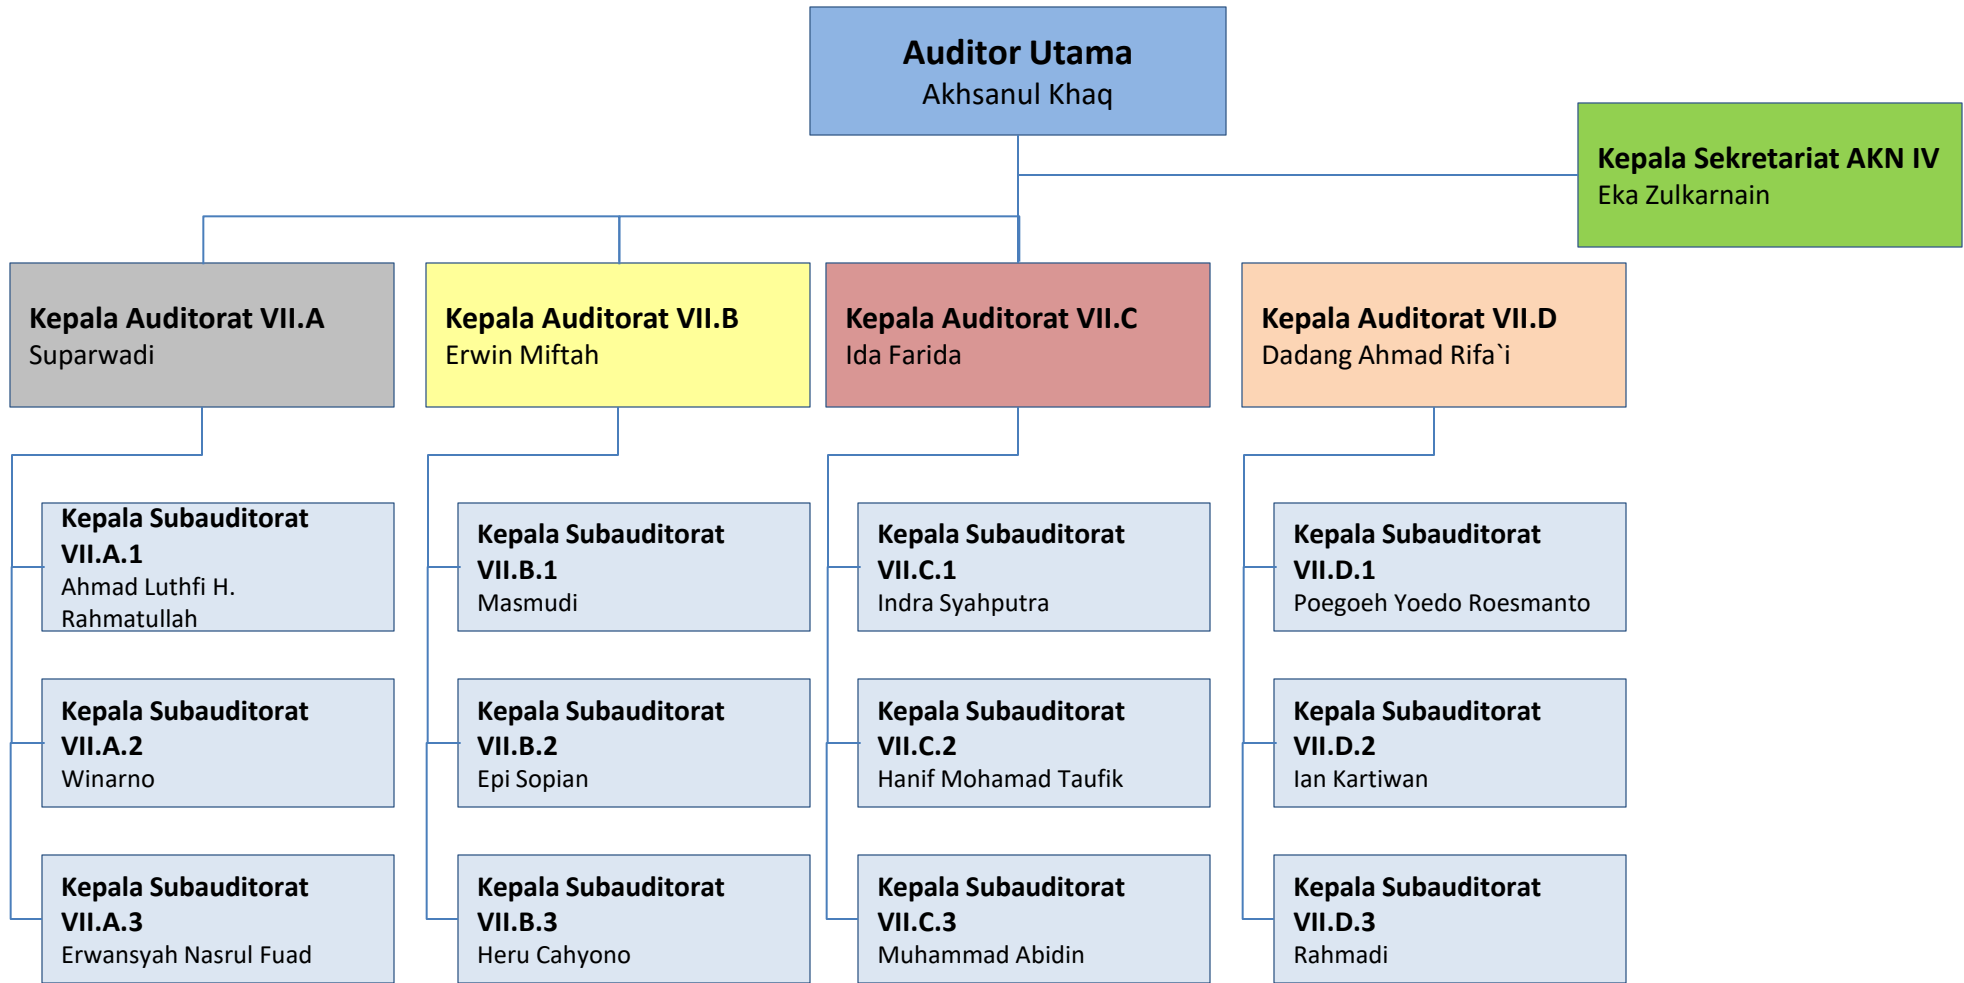 Auditor Utama
Akhsanul Khaq
Kepala Sekretariat AKN IV
Eka Zulkarnain
Kepala Auditorat VII.A
Suparwadi
Kepala Auditorat VII.B
Erwin Miftah
Kepala Auditorat VII.C
Ida Farida
Kepala Auditorat VII.D
Dadang Ahmad Rifa`i
Kepala Subauditorat
VII.A.1
Ahmad Luthfi H.
Rahmatullah
Kepala Subauditorat
VII.B.1
Masmudi
Kepala Subauditorat
VII.C.1
Indra Syahputra
Kepala Subauditorat
VII.D.1
Poegoeh Yoedo Roesmanto
Kepala Subauditorat
VII.A.2
Winarno
Kepala Subauditorat
VII.B.2
Epi Sopian
Kepala Subauditorat
VII.C.2
Hanif Mohamad Taufik
Kepala Subauditorat
VII.D.2
Ian Kartiwan
Kepala Subauditorat
VII.A.3
Erwansyah Nasrul Fuad
Kepala Subauditorat
VII.B.3
Heru Cahyono
Kepala Subauditorat
VII.C.3
Muhammad Abidin
Kepala Subauditorat
VII.D.3
Rahmadi